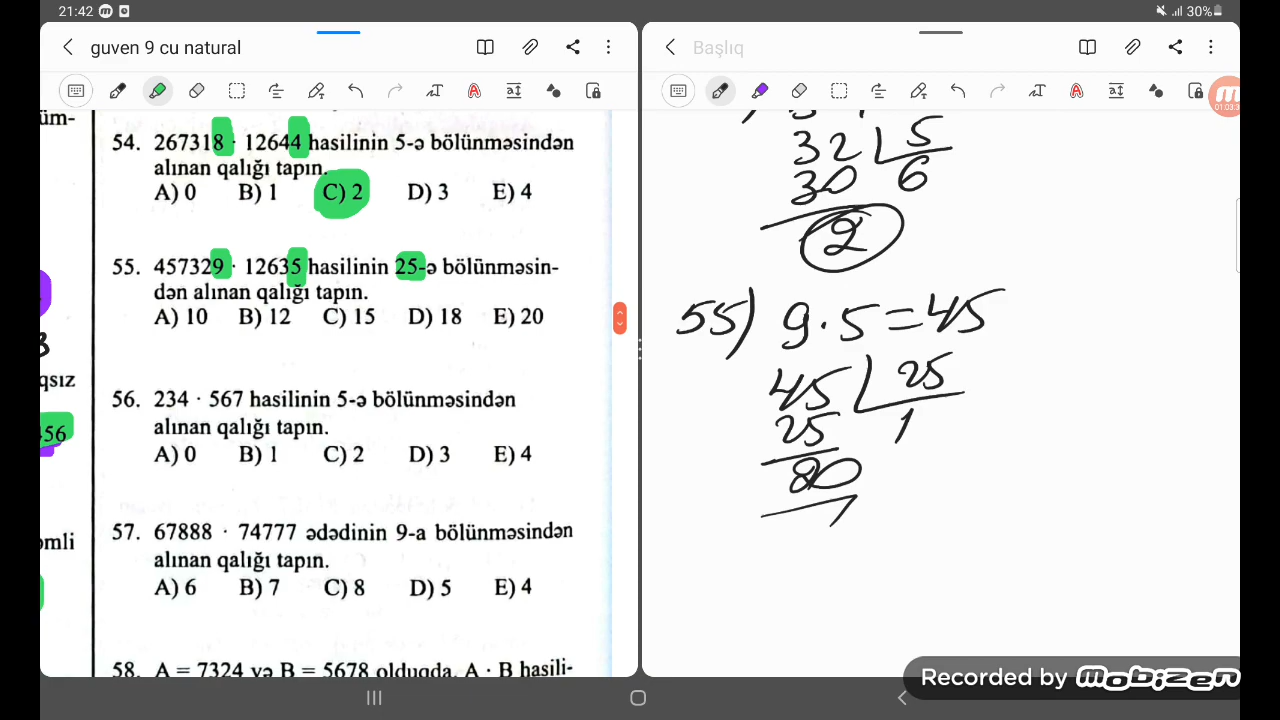 21:42
30%
guven 9 cu natural
Başlıq
üm-
54. 267318 · 12644 hasilinin 5-ə bölünməsindən
alınan qalığı tapın.
A) 0 B) 1 C) 2 D) 3 E) 4
55. 457329 · 12635 hasilinin 25-ə bölünməsin-
dən alınan qalığı tapın.
A) 10 B) 12 C) 15 D) 18 E) 20
56. 234 · 567 hasilinin 5-ə bölünməsindən
alınan qalığı tapın.
A) 0 B) 1 C) 2 D) 3 E) 4
qsız
456
57. 67888 · 74777 ədədinin 9-a bölünməsindən
alınan qalığı tapın.
A) 6 B) 7 C) 8 D) 5 E) 4
əmli
58. A = 7324 və B = 5678 olduqda, A · B hasili-
32 5
30 6
2
55) 9 · 5 = 45
45 25
25 1
20
Recorded by mobizen